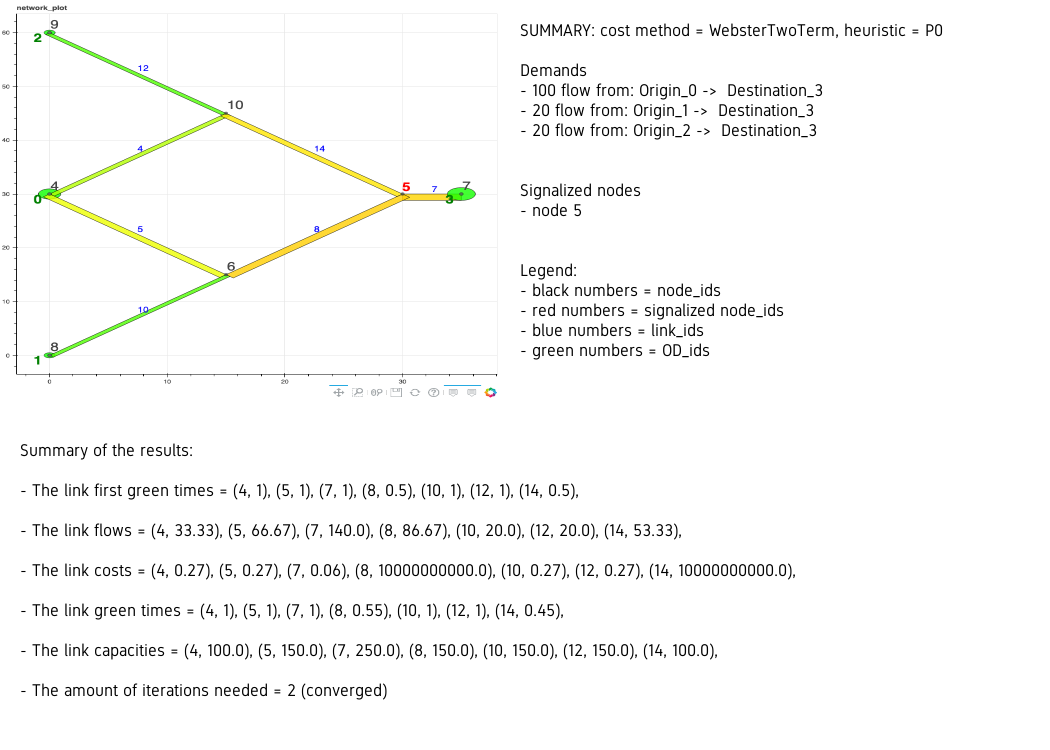 network_plot
SUMMARY: cost method = WebsterTwoTerm, heuristic = P0
Demands
- 100 flow from: Origin_0 -> Destination_3
- 20 flow from: Origin_1 -> Destination_3
- 20 flow from: Origin_2 -> Destination_3
Signalized nodes
- node 5
Legend:
- black numbers = node_ids
- red numbers = signalized node_ids
- blue numbers = link_ids
- green numbers = OD_ids
60
50
40
30
20
10
0
0
10
20
30
9
2
12
10
4
14
4
0
5
7
7
3
5
8
6
10
8
1
Summary of the results:
- The link first green times = (4, 1), (5, 1), (7, 1), (8, 0.5), (10, 1), (12, 1), (14, 0.5),
- The link flows = (4, 33.33), (5, 66.67), (7, 140.0), (8, 86.67), (10, 20.0), (12, 20.0), (14, 53.33),
- The link costs = (4, 0.27), (5, 0.27), (7, 0.06), (8, 10000000000.0), (10, 0.27), (12, 0.27), (14, 10000000000.0),
- The link green times = (4, 1), (5, 1), (7, 1), (8, 0.55), (10, 1), (12, 1), (14, 0.45),
- The link capacities = (4, 100.0), (5, 150.0), (7, 250.0), (8, 150.0), (10, 150.0), (12, 150.0), (14, 100.0),
- The amount of iterations needed = 2 (converged)